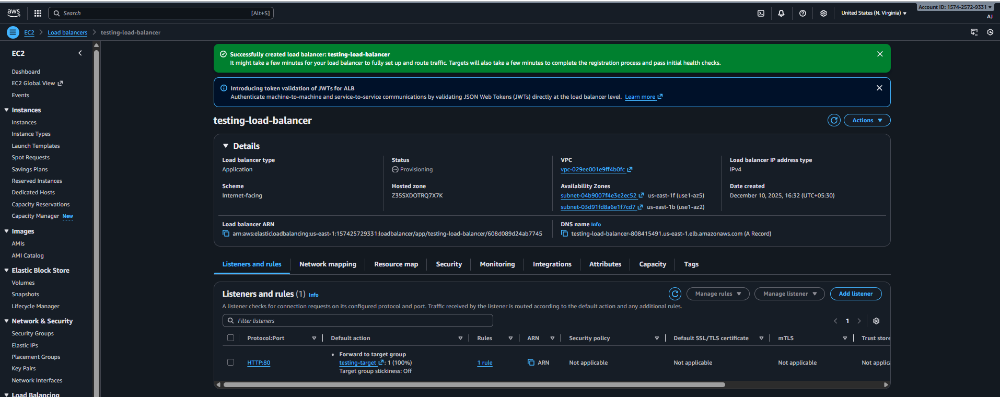 aws
Search
[Alt+S]
United States (N. Virginia)
Account ID: 1574-2572-9331
AJ
EC2
Load balancers
testing-load-balancer
EC2
Dashboard
EC2 Global View
Events
Instances
Instances
Instance Types
Launch Templates
Spot Requests
Savings Plans
Reserved Instances
Dedicated Hosts
Capacity Reservations
Capacity Manager New
Images
AMIs
AMI Catalog
Elastic Block Store
Volumes
Snapshots
Lifecycle Manager
Network & Security
Security Groups
Elastic IPs
Placement Groups
Key Pairs
Network Interfaces
Load Balancing
Successfully created load balancer: testing-load-balancer
It might take a few minutes for your load balancer to fully set up and route traffic. Targets will also take a few minutes to complete the registration process and pass initial health checks.
Introducing token validation of JWTs for ALB
Authenticate machine-to-machine and service-to-service communications by validating JSON Web Tokens (JWTs) directly at the load balancer level. Learn more
testing-load-balancer
Actions
Details
Load balancer type
Application
Status
Provisioning
VPC
vpc-029ee001e9ff4b0fc
Load balancer IP address type
IPv4
Scheme
Internet-facing
Hosted zone
Z35SXDOTRQ7X7K
Availability Zones
subnet-04b9007f4e3e2ec52 us-east-1f (use1-az5)
subnet-03d91fd8a6e1f7cd7 us-east-1b (use1-az2)
Date created
December 10, 2025, 16:32 (UTC+05:30)
Load balancer ARN
arn:aws:elasticloadbalancing:us-east-1:157425729331:loadbalancer/app/testing-load-balancer/608d089d24ab7745
DNS name Info
testing-load-balancer-808415491.us-east-1.elb.amazonaws.com (A Record)
Listeners and rules
Network mapping
Resource map
Security
Monitoring
Integrations
Attributes
Capacity
Tags
Listeners and rules (1) Info
Manage rules
Manage listener
Add listener
A listener checks for connection requests on its configured protocol and port. Traffic received by the listener is routed according to the default action and any additional rules.
Filter listeners
1
Protocol:Port
Default action
Rules
ARN
Security policy
Default SSL/TLS certificate
mTLS
Trust store
HTTP:80
• Forward to target group
testing-target : 1 (100%)
Target group stickiness: Off
1 rule
ARN
Not applicable
Not applicable
Not applicable
Not applica